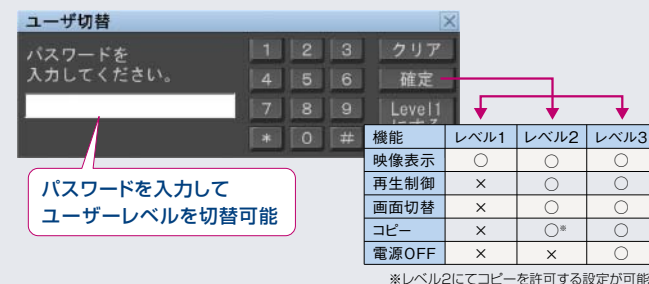 ユーザ切替
パスワードを
入力してください。
1 2 3 クリア
4 5 6 確定
7 8 9 Level1
* 0 # にする
パスワードを入力して
ユーザーレベルを切替可能
機能 レベル1 レベル2 レベル3
映像表示 ○ ○ ○
再生制御 × ○ ○
画面切替 × ○ ○
コピー × ○※ ○
電源OFF × × ○
※レベル2にてコピーを許可する設定が可能